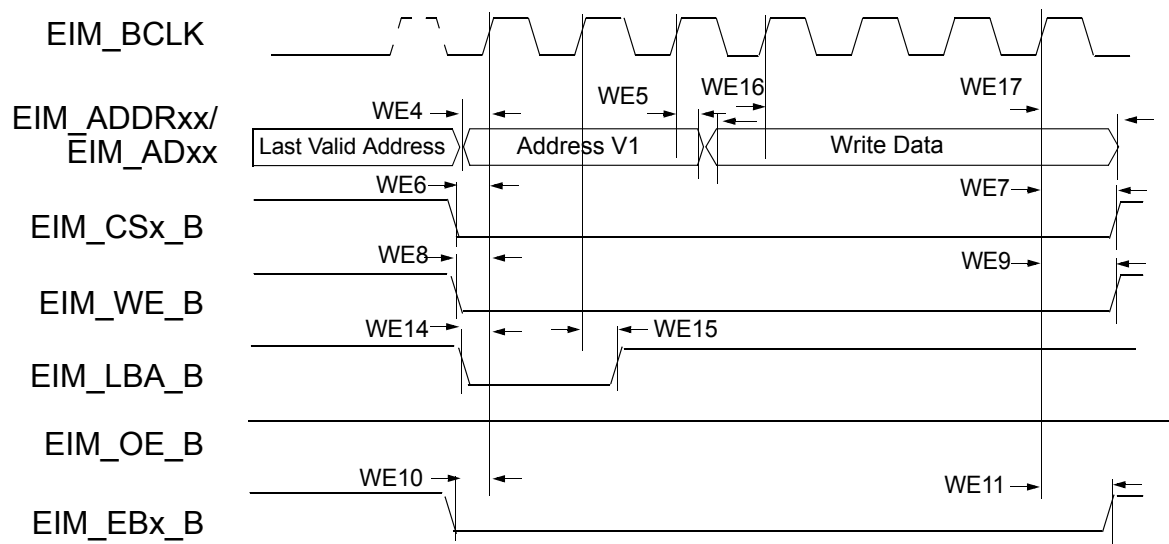 EIM_BCLK
WE4
WE5
WE16
WE17
EIM_ADDRxx/
EIM_ADxx
Last Valid Address
Address V1
Write Data
WE6
WE7
EIM_CSx_B
WE8
WE9
EIM_WE_B
WE14
WE15
EIM_LBA_B
EIM_OE_B
WE10
WE11
EIM_EBx_B